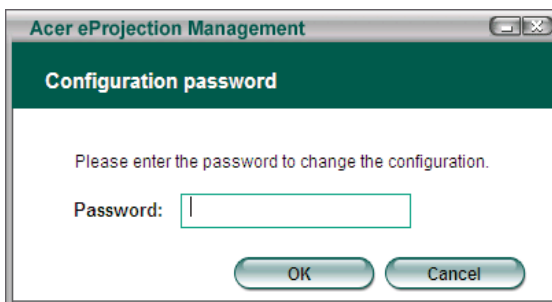 Acer eProjection Management
Configuration password
Please enter the password to change the configuration.
Password:
OK Cancel